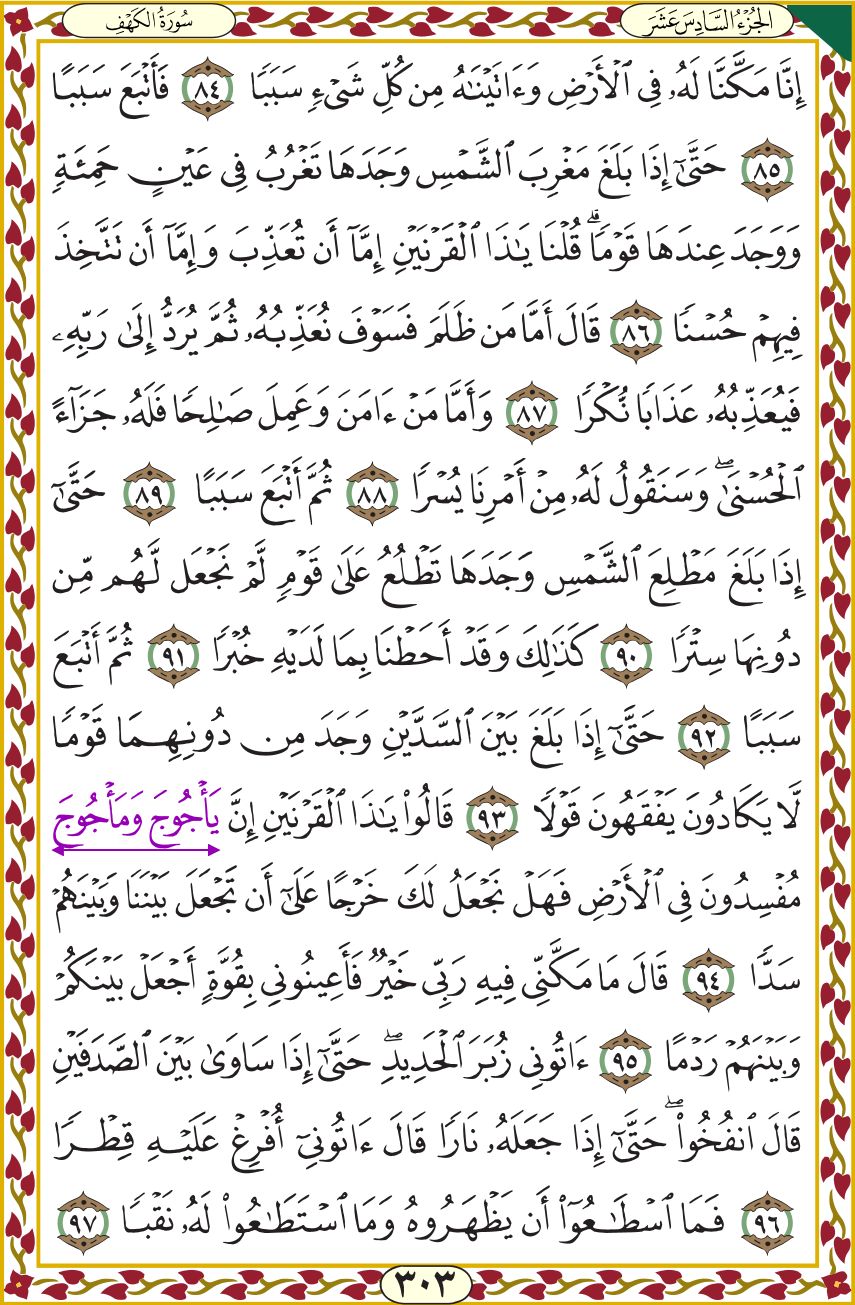 الجُزْءُ السَّادِسَ عَشَرَ
سُورَةُ الكَهْفِ
إِنَّا مَكَّنَّا لَهُۥ فِى ٱلْأَرْضِ وَءَاتَيْنَـٰهُ مِن كُلِّ شَىْءٍ سَبَبًا ٨٤ فَأَتْبَعَ سَبَبًا
٨٥ حَتَّىٰٓ إِذَا بَلَغَ مَغْرِبَ ٱلشَّمْسِ وَجَدَهَا تَغْرُبُ فِى عَيْنٍ حَمِئَةٍ
وَوَجَدَ عِندَهَا قَوْمًا ۗ قُلْنَا يَـٰذَا ٱلْقَرْنَيْنِ إِمَّآ أَن تُعَذِّبَ وَإِمَّآ أَن تَتَّخِذَ
فِيهِمْ حُسْنًا ٨٦ قَالَ أَمَّا مَن ظَلَمَ فَسَوْفَ نُعَذِّبُهُۥ ثُمَّ يُرَدُّ إِلَىٰ رَبِّهِۦ
فَيُعَذِّبُهُۥ عَذَابًا نُّكْرًا ٨٧ وَأَمَّا مَنْ ءَامَنَ وَعَمِلَ صَـٰلِحًا فَلَهُۥ جَزَآءً
ٱلْحُسْنَىٰ ۖ وَسَنَقُولُ لَهُۥ مِنْ أَمْرِنَا يُسْرًا ٨٨ ثُمَّ أَتْبَعَ سَبَبًا ٨٩ حَتَّىٰٓ
إِذَا بَلَغَ مَطْلِعَ ٱلشَّمْسِ وَجَدَهَا تَطْلُعُ عَلَىٰ قَوْمٍ لَّمْ نَجْعَل لَّهُم مِّن
دُونِهَا سِتْرًا ٩٠ كَذَٰلِكَ وَقَدْ أَحَطْنَا بِمَا لَدَيْهِ خُبْرًا ٩١ ثُمَّ أَتْبَعَ
سَبَبًا ٩٢ حَتَّىٰٓ إِذَا بَلَغَ بَيْنَ ٱلسَّدَّيْنِ وَجَدَ مِن دُونِهِمَا قَوْمًا
لَّا يَكَادُونَ يَفْقَهُونَ قَوْلًا ٩٣ قَالُوا۟ يَـٰذَا ٱلْقَرْنَيْنِ إِنَّ يَأْجُوجَ وَمَأْجُوجَ
مُفْسِدُونَ فِى ٱلْأَرْضِ فَهَلْ نَجْعَلُ لَكَ خَرْجًا عَلَىٰٓ أَن تَجْعَلَ بَيْنَنَا وَبَيْنَهُمْ
سَدًّا ٩٤ قَالَ مَا مَكَّنِّى فِيهِ رَبِّى خَيْرٌ فَأَعِينُونِى بِقُوَّةٍ أَجْعَلْ بَيْنَكُمْ
وَبَيْنَهُمْ رَدْمًا ٩٥ ءَاتُونِى زُبَرَ ٱلْحَدِيدِ ۖ حَتَّىٰٓ إِذَا سَاوَىٰ بَيْنَ ٱلصَّدَفَيْنِ
قَالَ ٱنفُخُوا۟ ۖ حَتَّىٰٓ إِذَا جَعَلَهُۥ نَارًا قَالَ ءَاتُونِىٓ أُفْرِغْ عَلَيْهِ قِطْرًا
٩٦ فَمَا ٱسْطَـٰعُوٓا۟ أَن يَظْهَرُوهُ وَمَا ٱسْتَطَـٰعُوا۟ لَهُۥ نَقْبًا ٩٧
٣٠٣